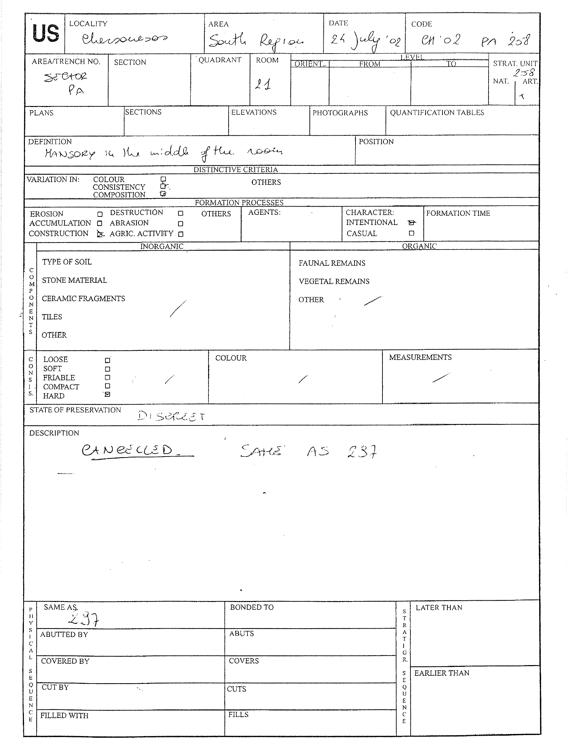 US
LOCALITY
Chersonesos
AREA
South Region
DATE
24 July '02
CODE
CH '02 PA 258
AREA/TRENCH NO.
SECTOR
PA
SECTION
QUADRANT
ROOM
21
LEVEL
ORIENT.
FROM
TO
STRAT. UNIT
258
NAT.
ART.
PLANS
SECTIONS
ELEVATIONS
PHOTOGRAPHS
QUANTIFICATION TABLES
DEFINITION
MANSORY in the middle of the room
POSITION
DISTINCTIVE CRITERIA
VARIATION IN:
COLOUR
CONSISTENCY
COMPOSITION
OTHERS
FORMATION PROCESSES
EROSION
ACCUMULATION
CONSTRUCTION
DESTRUCTION
ABRASION
AGRIC. ACTIVITY
OTHERS
AGENTS:
CHARACTER:
INTENTIONAL
CASUAL
FORMATION TIME
COMPONENTS
INORGANIC
TYPE OF SOIL
STONE MATERIAL
CERAMIC FRAGMENTS
TILES
OTHER
ORGANIC
FAUNAL REMAINS
VEGETAL REMAINS
OTHER
CONSIS.
LOOSE
SOFT
FRIABLE
COMPACT
HARD
COLOUR
MEASUREMENTS
STATE OF PRESERVATION
DISCREET
DESCRIPTION
CANCELLED. SAME AS 237
PHYSICAL SEQUENCE
SAME AS
237
BONDED TO
ABUTTED BY
ABUTS
COVERED BY
COVERS
CUT BY
CUTS
FILLED WITH
FILLS
STRATIGR. SEQUENCE
LATER THAN
EARLIER THAN